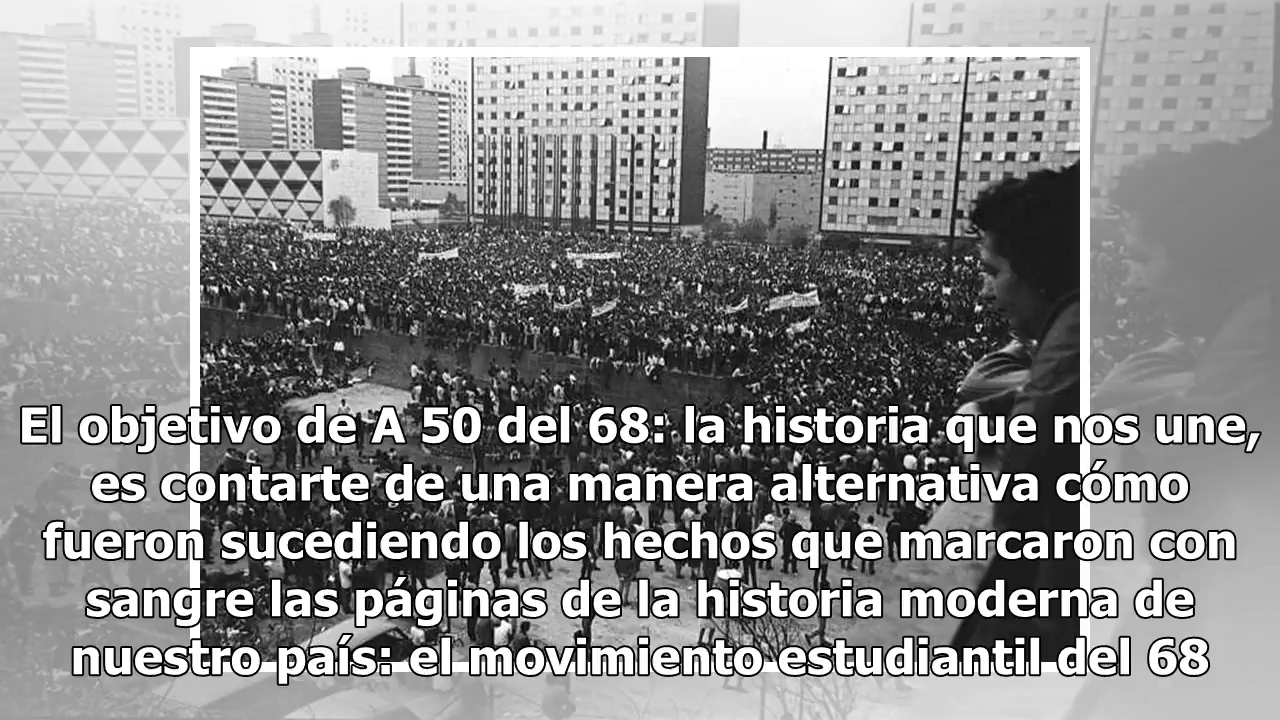 El objetivo de A 50 del 68: la historia que nos une,
es contarte de una manera alternativa cómo
fueron sucediendo los hechos que marcaron con
sangre las páginas de la historia moderna de
nuestro país: el movimiento estudiantil del 68